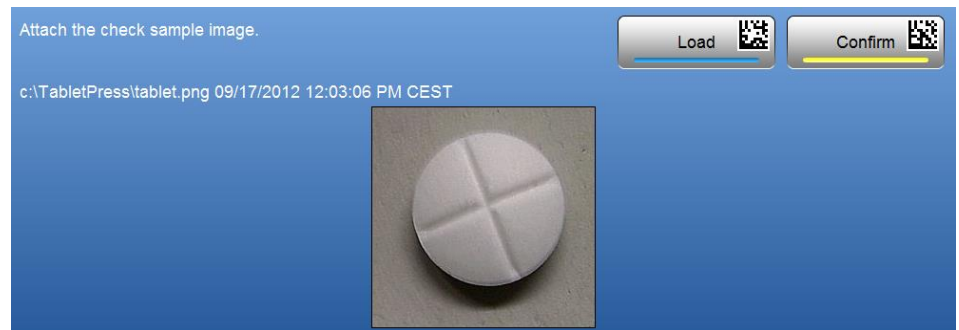 Attach the check sample image.
Load
Confirm
c:\TabletPress\tablet.png 09/17/2012 12:03:06 PM CEST